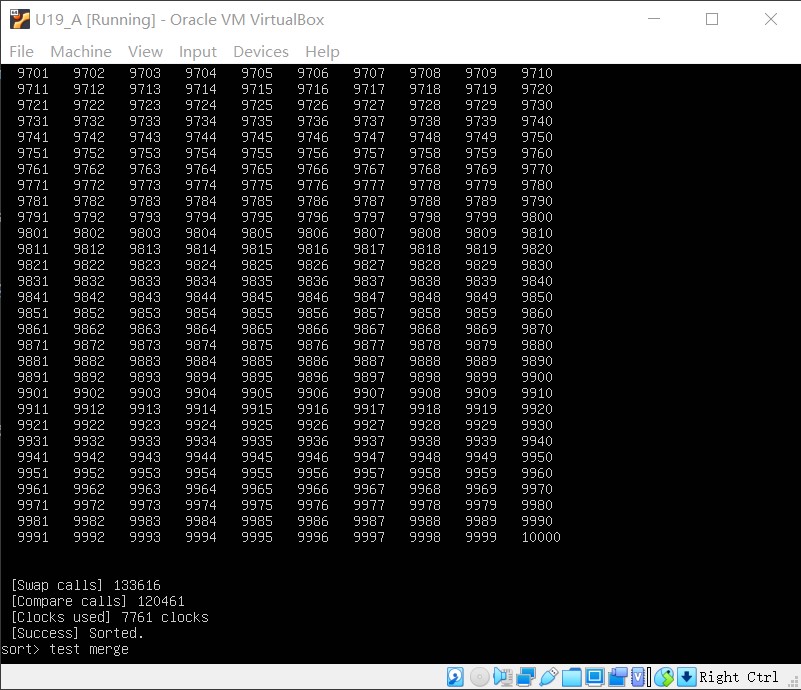 U19_A [Running] - Oracle VM VirtualBox
File Machine View Input Devices Help
9701 9702 9703 9704 9705 9706 9707 9708 9709 9710
9711 9712 9713 9714 9715 9716 9717 9718 9719 9720
9721 9722 9723 9724 9725 9726 9727 9728 9729 9730
9731 9732 9733 9734 9735 9736 9737 9738 9739 9740
9741 9742 9743 9744 9745 9746 9747 9748 9749 9750
9751 9752 9753 9754 9755 9756 9757 9758 9759 9760
9761 9762 9763 9764 9765 9766 9767 9768 9769 9770
9771 9772 9773 9774 9775 9776 9777 9778 9779 9780
9781 9782 9783 9784 9785 9786 9787 9788 9789 9790
9791 9792 9793 9794 9795 9796 9797 9798 9799 9800
9801 9802 9803 9804 9805 9806 9807 9808 9809 9810
9811 9812 9813 9814 9815 9816 9817 9818 9819 9820
9821 9822 9823 9824 9825 9826 9827 9828 9829 9830
9831 9832 9833 9834 9835 9836 9837 9838 9839 9840
9841 9842 9843 9844 9845 9846 9847 9848 9849 9850
9851 9852 9853 9854 9855 9856 9857 9858 9859 9860
9861 9862 9863 9864 9865 9866 9867 9868 9869 9870
9871 9872 9873 9874 9875 9876 9877 9878 9879 9880
9881 9882 9883 9884 9885 9886 9887 9888 9889 9890
9891 9892 9893 9894 9895 9896 9897 9898 9899 9900
9901 9902 9903 9904 9905 9906 9907 9908 9909 9910
9911 9912 9913 9914 9915 9916 9917 9918 9919 9920
9921 9922 9923 9924 9925 9926 9927 9928 9929 9930
9931 9932 9933 9934 9935 9936 9937 9938 9939 9940
9941 9942 9943 9944 9945 9946 9947 9948 9949 9950
9951 9952 9953 9954 9955 9956 9957 9958 9959 9960
9961 9962 9963 9964 9965 9966 9967 9968 9969 9970
9971 9972 9973 9974 9975 9976 9977 9978 9979 9980
9981 9982 9983 9984 9985 9986 9987 9988 9989 9990
9991 9992 9993 9994 9995 9996 9997 9998 9999 10000
[Swap calls] 133616
[Compare calls] 120461
[Clocks used] 7761 clocks
[Success] Sorted.
sort> test merge
Right Ctrl